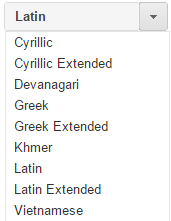 Latin
Cyrillic
Cyrillic Extended
Devanagari
Greek
Greek Extended
Khmer
Latin
Latin Extended
Vietnamese